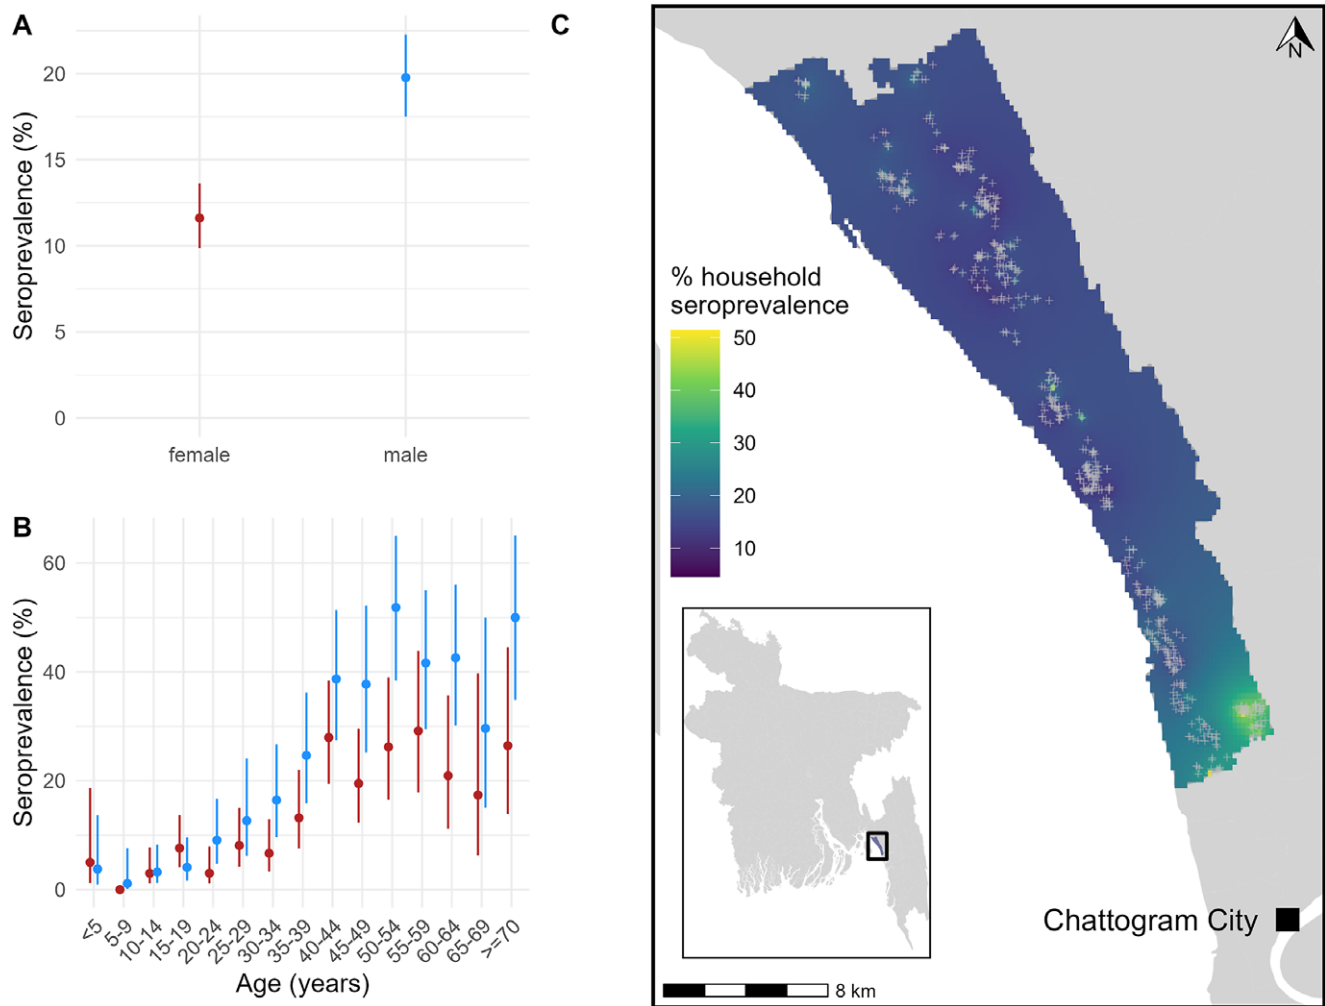 A
Seroprevalence (%)
20
15
10
5
0
female
male
B
Seroprevalence (%)
60
40
20
0
<5
5-9
10-14
15-19
20-24
25-29
30-34
35-39
40-44
45-49
50-54
55-59
60-64
65-69
>=70
Age (years)
C
N
% household
seroprevalence
50
40
30
20
10
Chattogram City
8 km